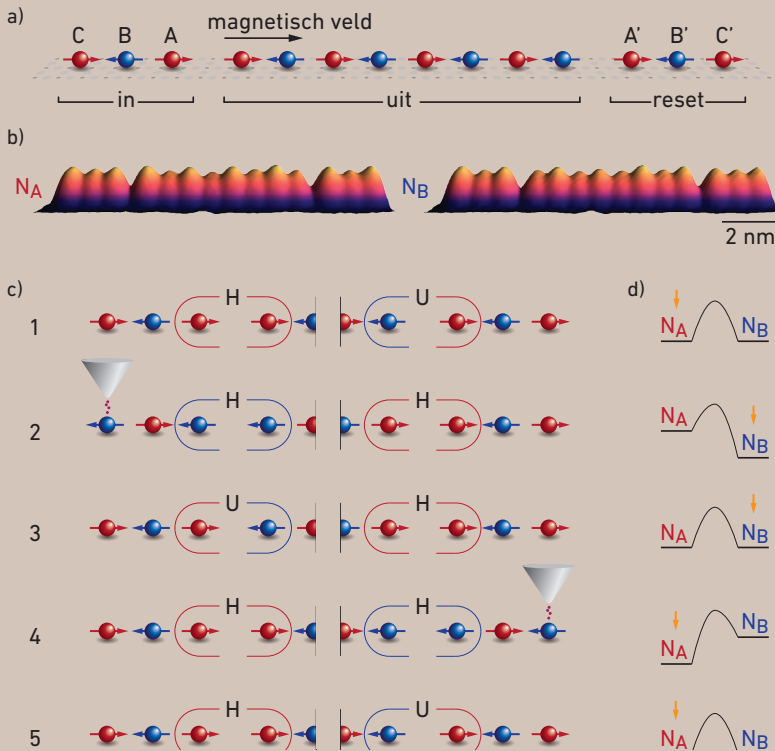 a)
magnetisch veld
C B A A' B' C'
in uit reset
b)
NA NB
2 nm
c) d)
1 H U NA NB
2 H H NA NB
3 U H NA NB
4 H H NA NB
5 H U NA NB